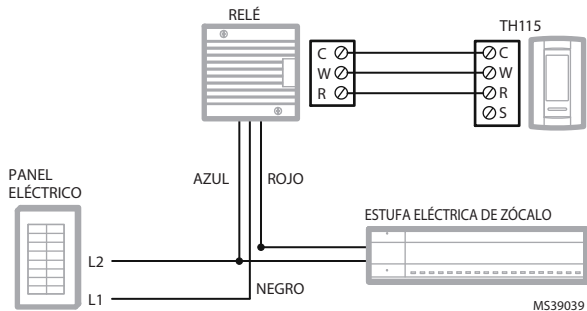 RELÉ
TH115
C
W
R
C
W
R
S
PANEL
ELÉCTRICO
AZUL
ROJO
ESTUFA ELÉCTRICA DE ZÓCALO
L2
L1
NEGRO
MS39039